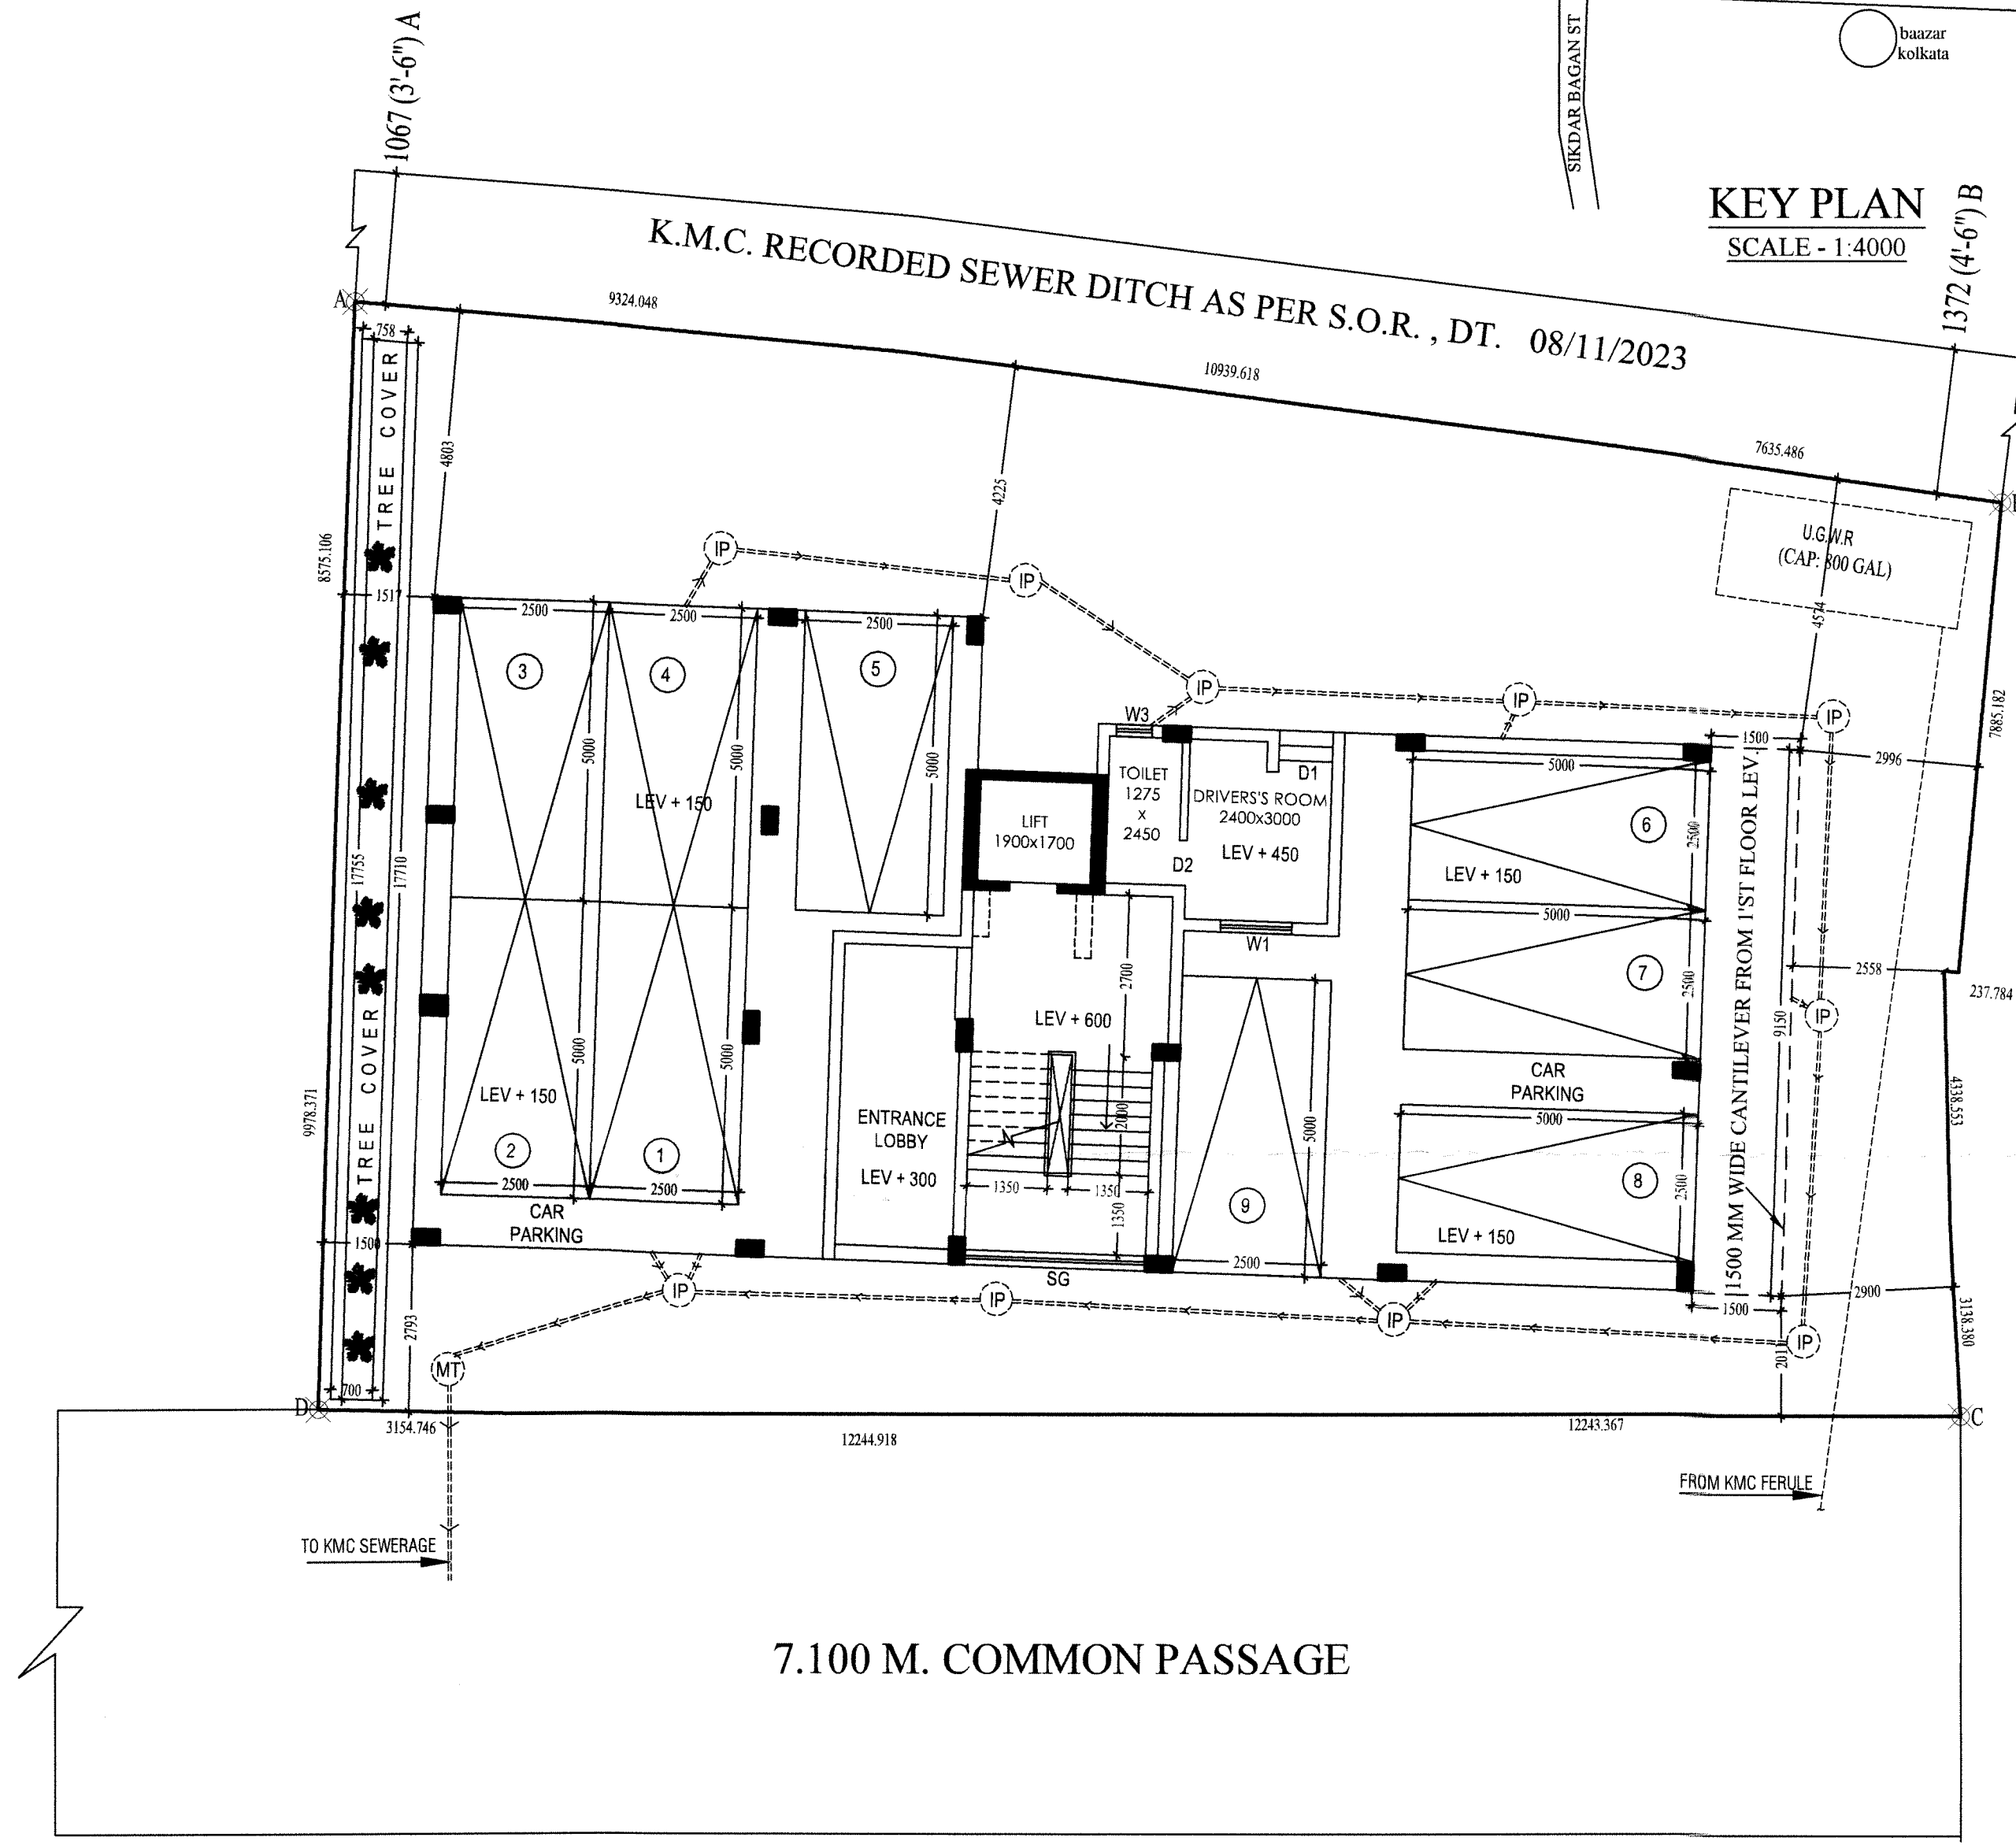 SIKDAR BAGAN ST
baazar
kolkata
KEY PLAN
SCALE - 1:4000
1067 (3'-6") A
1372 (4'-6") B
K.M.C. RECORDED SEWER DITCH AS PER S.O.R. , DT. 08/11/2023
A
9324.048
10939.618
7635.486
758
TREE COVER
4803
4225
4574
U.G.W.R
(CAP: 800 GAL)
8575.106
7885.182
1517
IP
IP
IP
IP
IP
2500
2500
2500
3
4
5
5000
5000
5000
LEV + 150
W3
TOILET
1275
x
2450
D1
DRIVERS'S ROOM
2400x3000
LEV + 450
D2
W1
LIFT
1900x1700
1500
2996
5000
6
2500
LEV + 150
5000
7
2500
2558
237.784
IP
9150
1500 MM WIDE CANTILEVER FROM 1'ST FLOOR LEV.
17755
17710
2700
LEV + 600
2000
1350
1350
1350
5000
5000
LEV + 150
2
1
2500
2500
CAR
PARKING
ENTRANCE
LOBBY
LEV + 300
5000
9
2500
CAR
PARKING
5000
8
2500
LEV + 150
4338.553
9978.371
TREE COVER
1500
2793
SG
IP
IP
IP
IP
1500
2900
2011
3138.380
MT
700
D
C
3154.746
12244.918
12243.367
FROM KMC FERULE
TO KMC SEWERAGE
7.100 M. COMMON PASSAGE